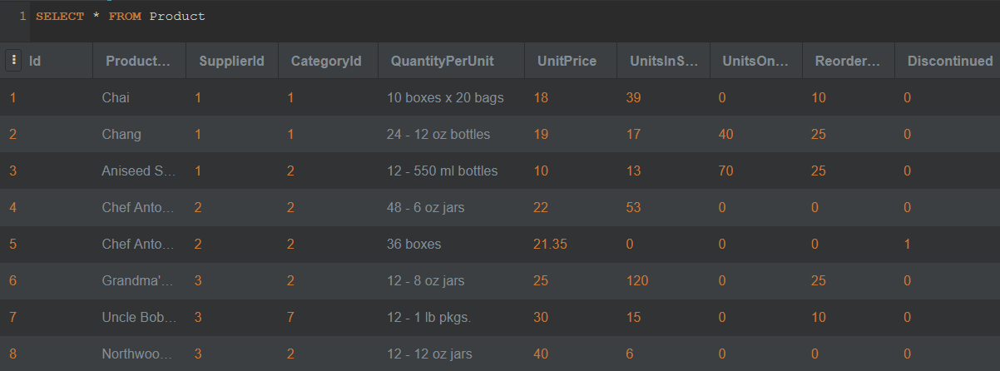 1 SELECT * FROM Product
Id Product... SupplierId CategoryId QuantityPerUnit UnitPrice UnitsInS... UnitsOn... Reorder... Discontinued
1 Chai 1 1 10 boxes x 20 bags 18 39 0 10 0
2 Chang 1 1 24 - 12 oz bottles 19 17 40 25 0
3 Aniseed S... 1 2 12 - 550 ml bottles 10 13 70 25 0
4 Chef Anto... 2 2 48 - 6 oz jars 22 53 0 0 0
5 Chef Anto... 2 2 36 boxes 21.35 0 0 0 1
6 Grandma'... 3 2 12 - 8 oz jars 25 120 0 25 0
7 Uncle Bob... 3 7 12 - 1 lb pkgs. 30 15 0 10 0
8 Northwoo... 3 2 12 - 12 oz jars 40 6 0 0 0